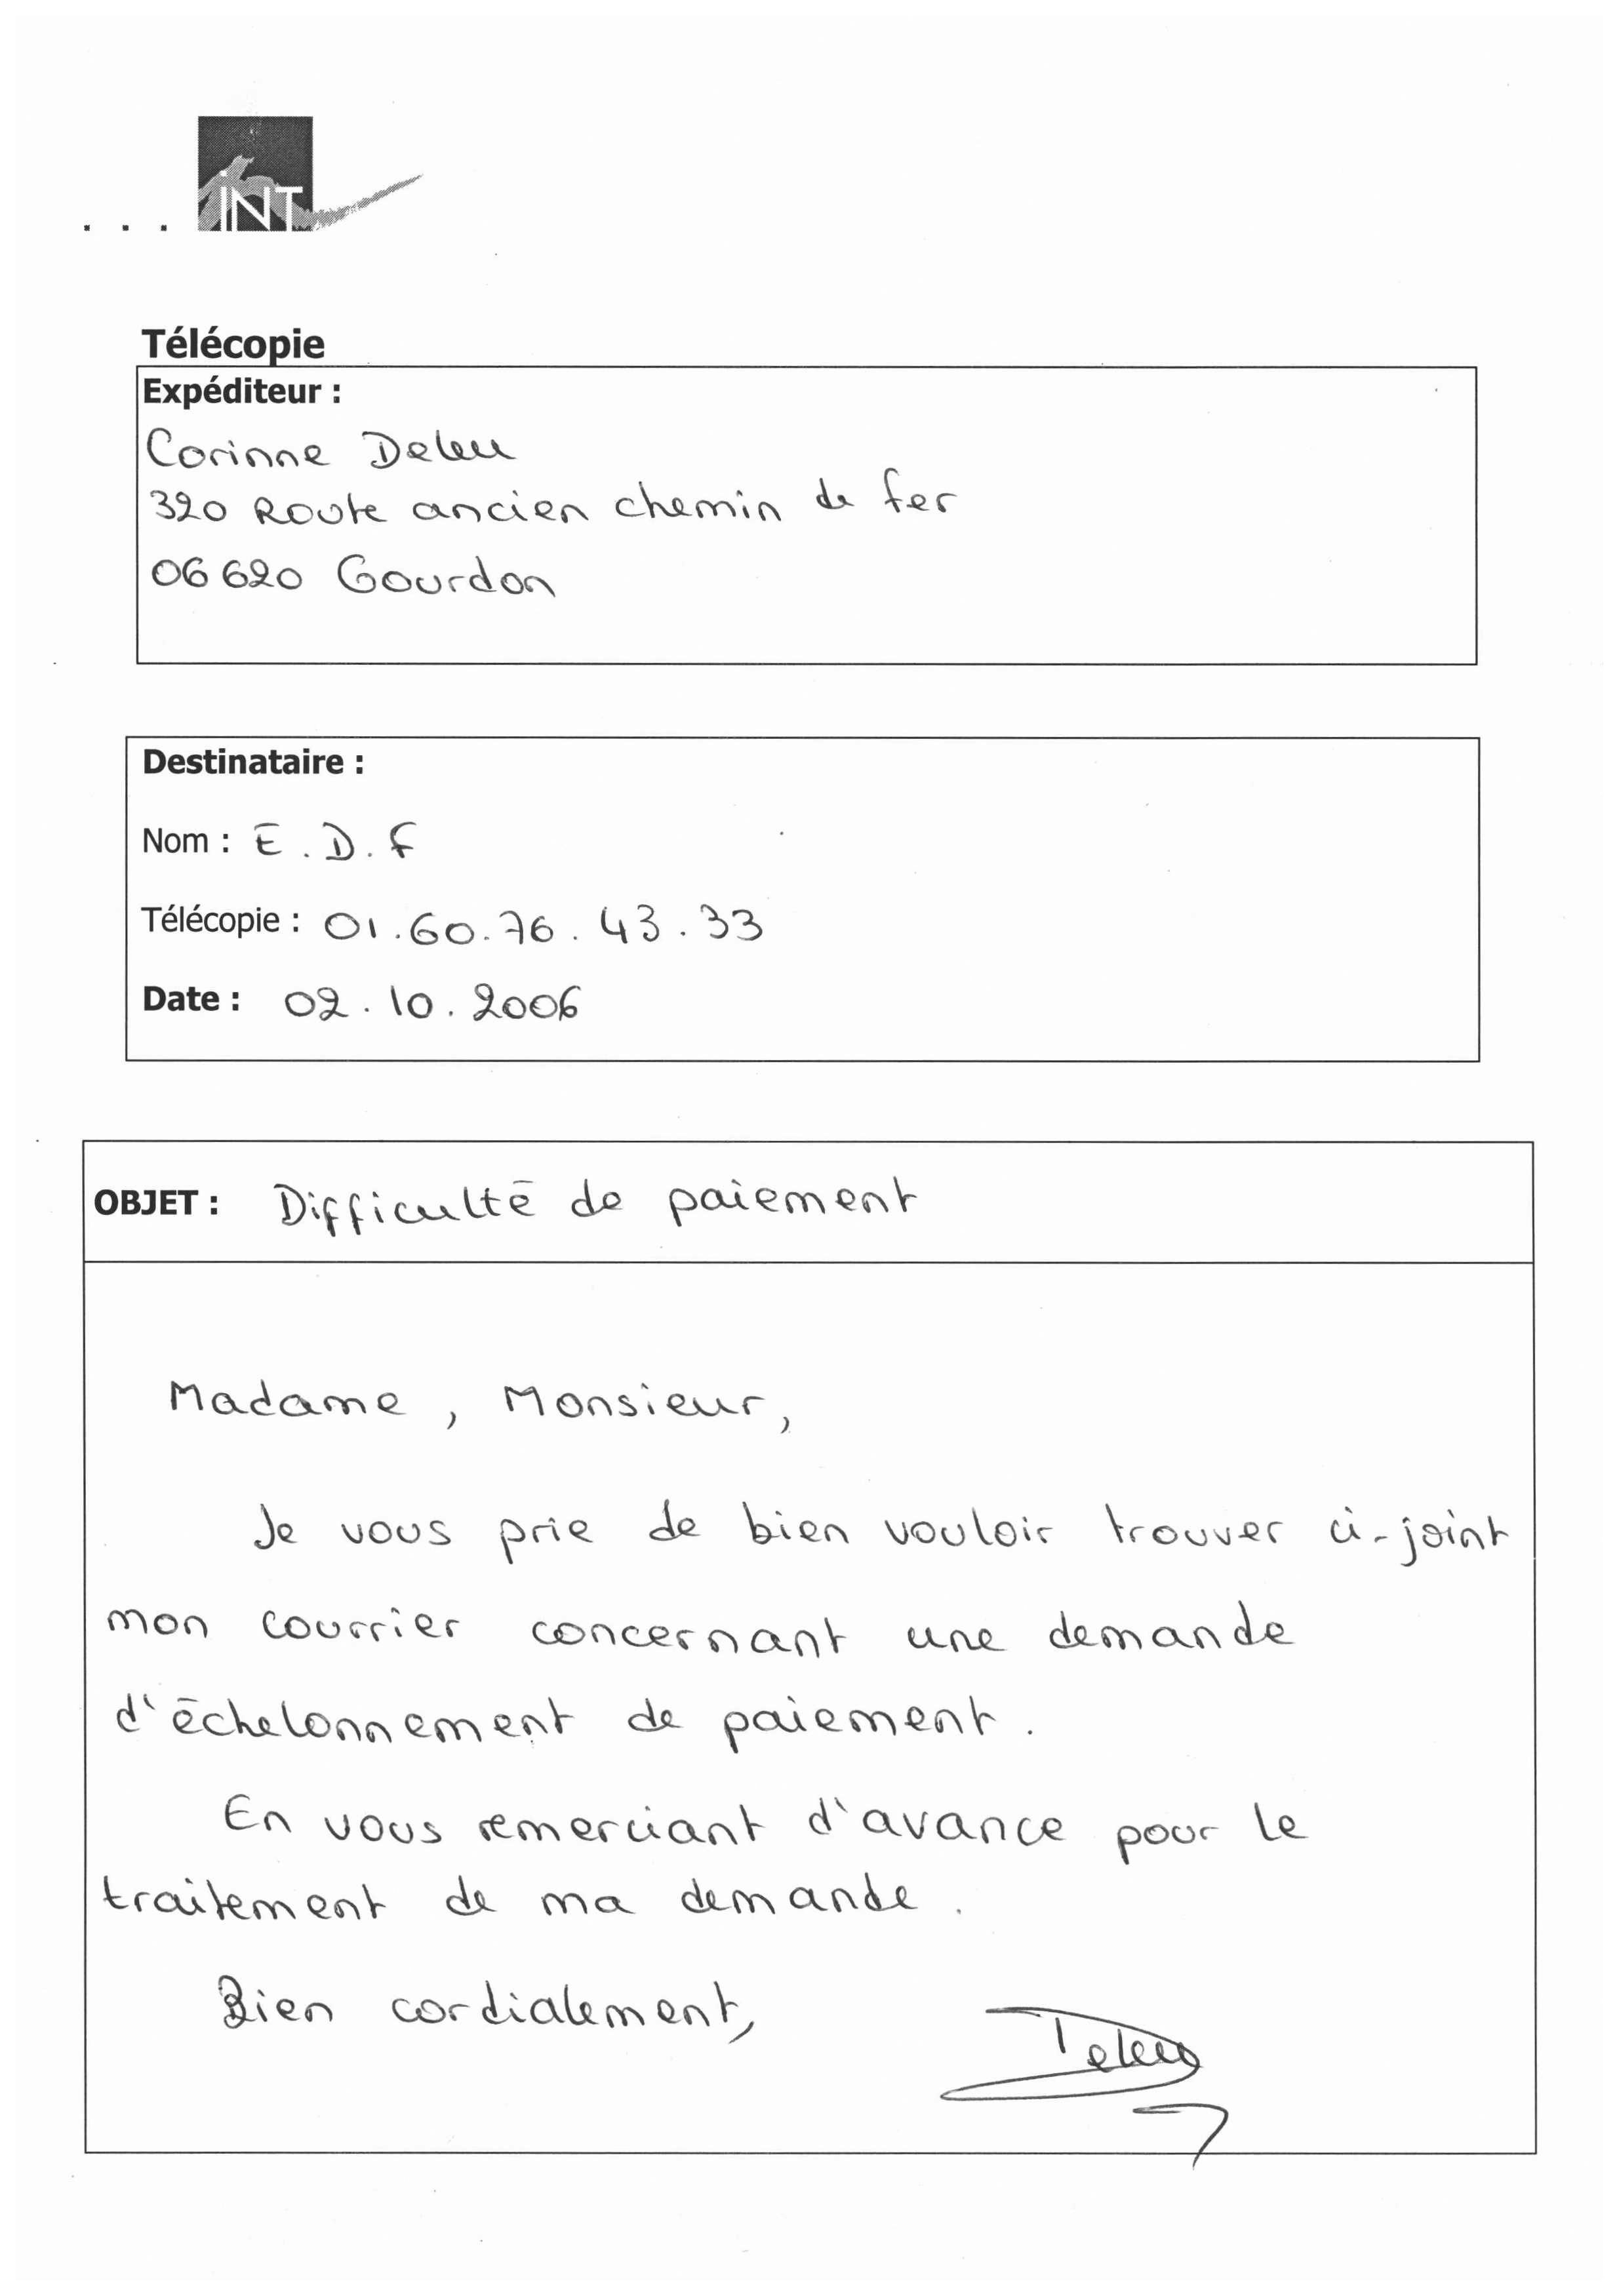 ... INT
Télécopie
Expéditeur :
Corinne Deleu
320 Route ancien chemin de fer
06620 Gourdon
Destinataire :
Nom : E.D.F
Télécopie : 01.60.76.43.33
Date : 02.10.2006
OBJET : Difficulté de paiement
Madame, Monsieur,
Je vous prie de bien vouloir trouver ci-joint
mon courrier concernant une demande
d'échelonnement de paiement.
En vous remerciant d'avance pour le
traitement de ma demande.
Bien cordialement,
Deleu